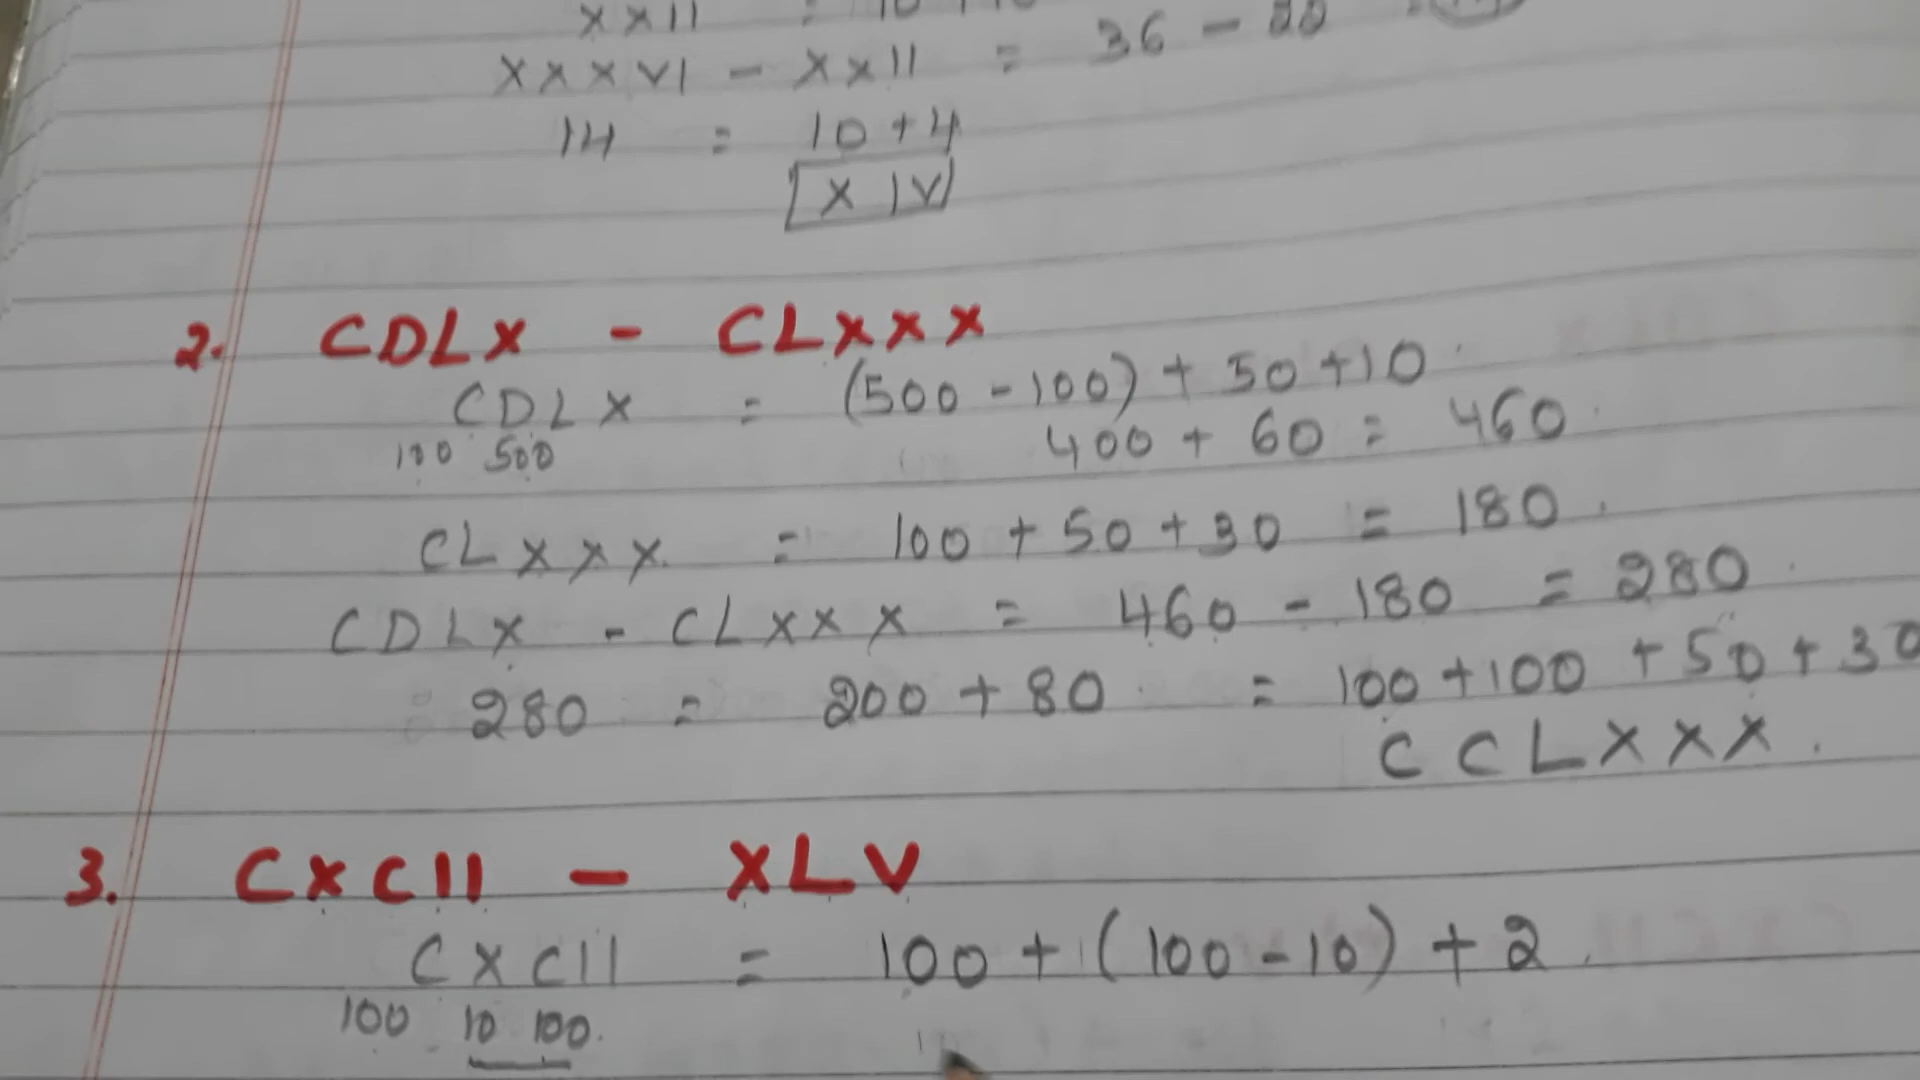 XXII
XXXVI - XXII = 36 - 22
14 = 10 + 4
XIV
2. CDLX - CLXXX
CDLX = (500 - 100) + 50 + 10
100 500 400 + 60 = 460
CLXXX = 100 + 50 + 30 = 180
CDLX - CLXXX = 460 - 180 = 280
280 = 200 + 80 = 100 + 100 + 50 + 30
CCLXXX
3. CXCII - XLV
CXCII = 100 + (100 - 10) + 2
100 10 100